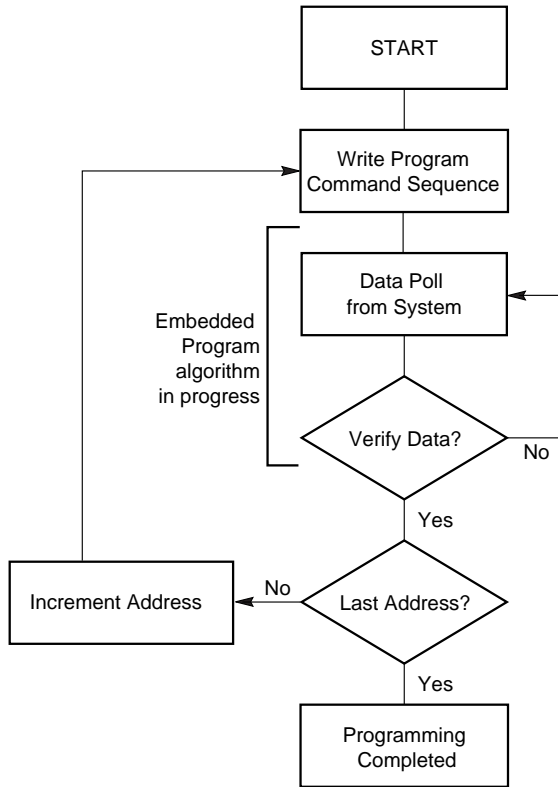 START
Write Program
Command Sequence
Data Poll
from System
Embedded
Program
algorithm
in progress
Verify Data?
No
Yes
No
Increment Address
Last Address?
Yes
Programming
Completed